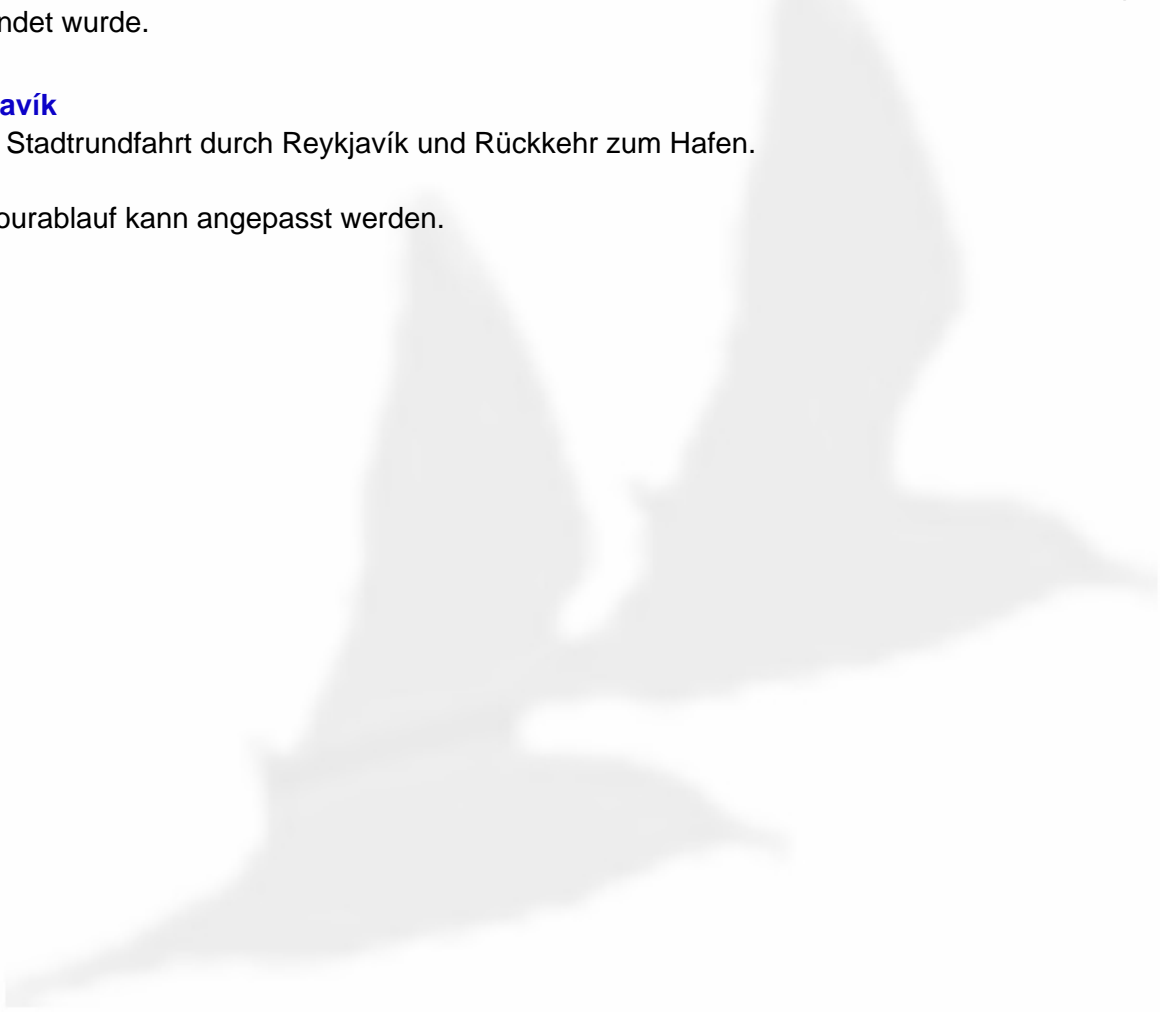 ndet wurde.
avík
Stadtrundfahrt durch Reykjavík und Rückkehr zum Hafen.
ourablauf kann angepasst werden.